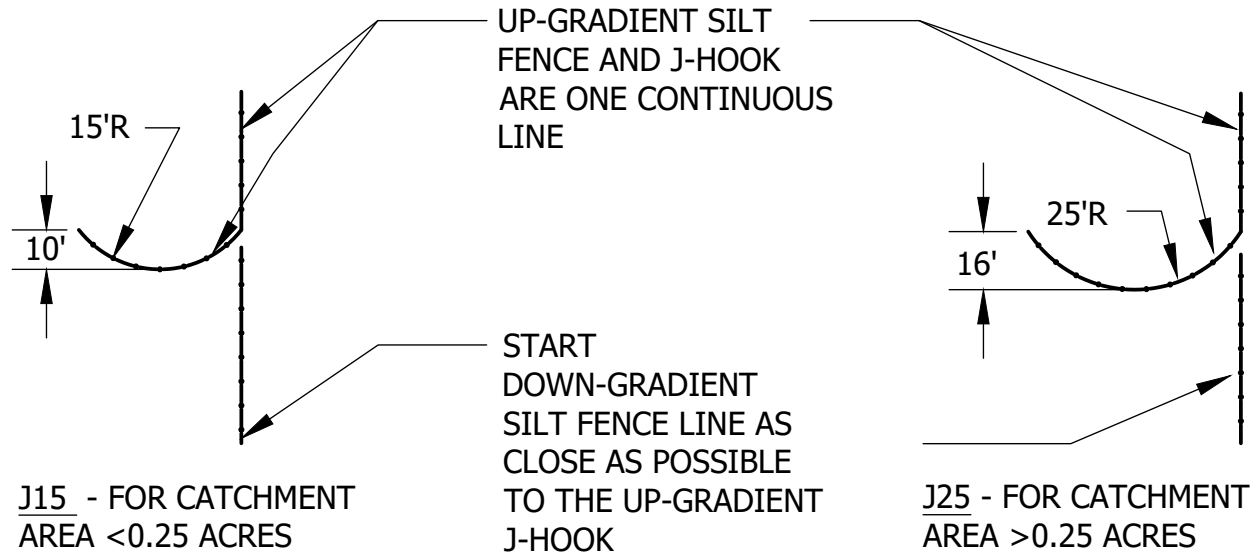 UP-GRADIENT SILT
FENCE AND J-HOOK
ARE ONE CONTINUOUS
LINE
15'R
10'
25'R
16'
START
DOWN-GRADIENT
SILT FENCE LINE AS
CLOSE AS POSSIBLE
TO THE UP-GRADIENT
J-HOOK
J15 - FOR CATCHMENT
AREA <0.25 ACRES
J25 - FOR CATCHMENT
AREA >0.25 ACRES